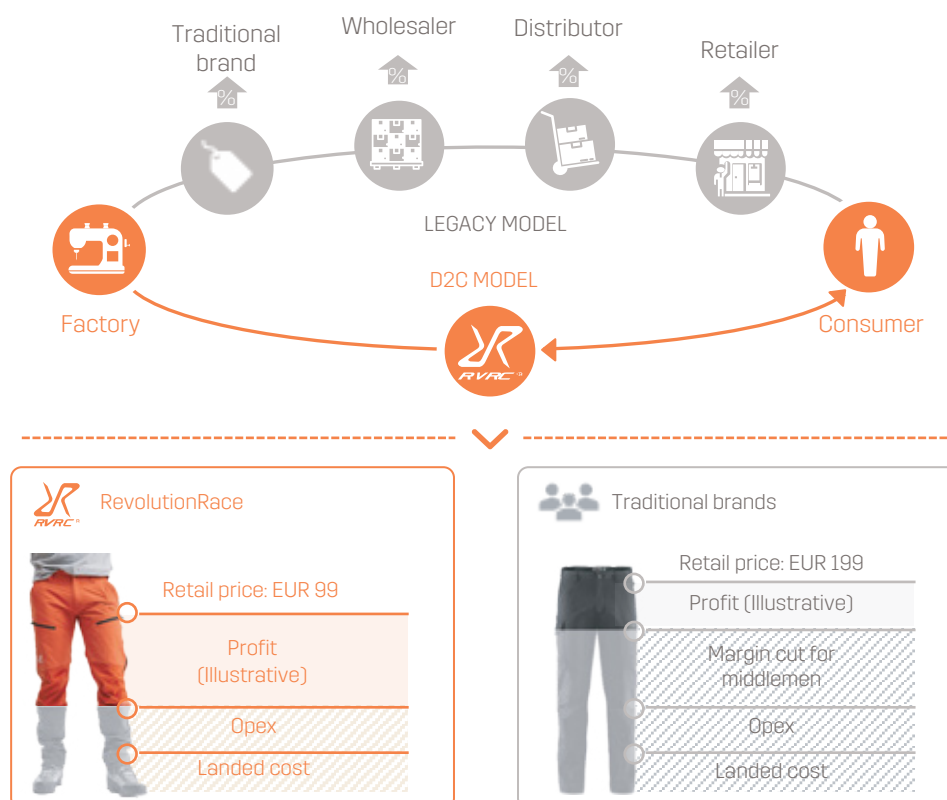 Traditional
brand
Wholesaler
Distributor
Retailer
%
%
%
%
LEGACY MODEL
D2C MODEL
Factory
Consumer
RVRC
RVRC
RevolutionRace
Retail price: EUR 99
Profit
(Illustrative)
Opex
Landed cost
Traditional brands
Retail price: EUR 199
Profit (Illustrative)
Margin cut for
middlemen
Opex
Landed cost